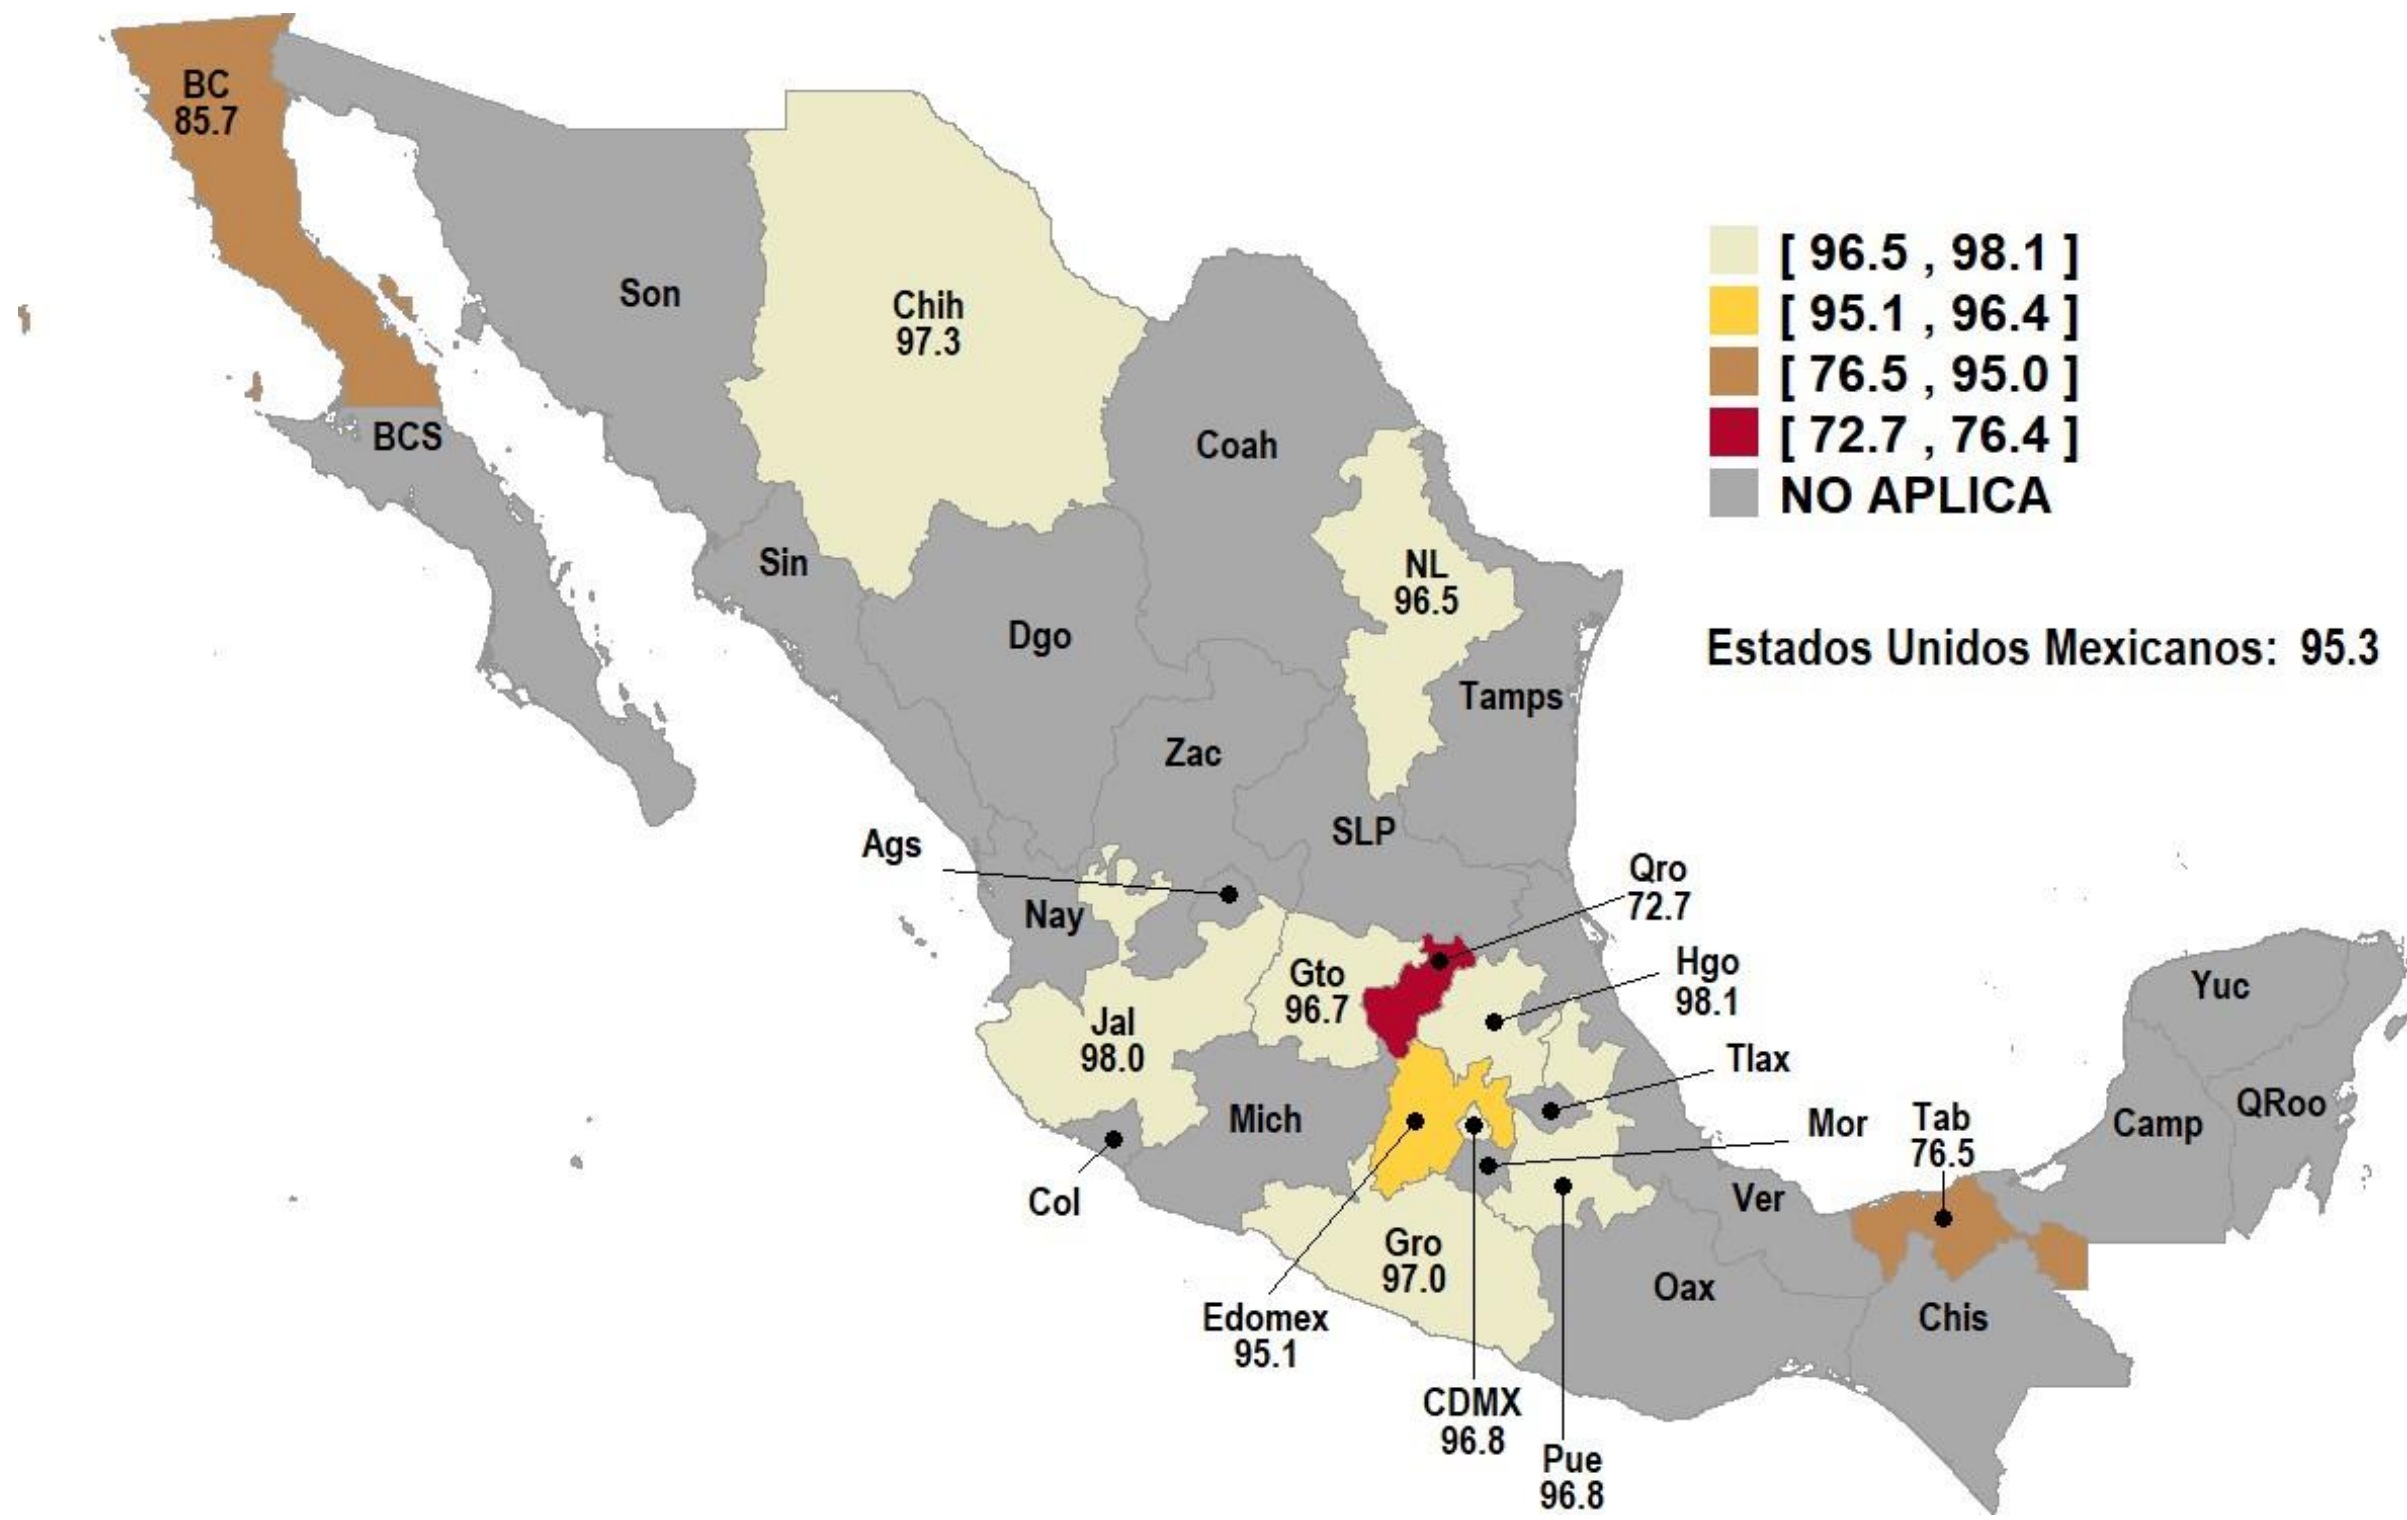 BC
85.7
Son
Chih
97.3
[ 96.5 , 98.1 ]
[ 95.1 , 96.4 ]
[ 76.5 , 95.0 ]
[ 72.7 , 76.4 ]
NO APLICA
BCS
Coah
Sin
NL
96.5
Dgo
Estados Unidos Mexicanos: 95.3
Tamps
Zac
SLP
Ags
Qro
72.7
Nay
Gto
96.7
Hgo
98.1
Yuc
Jal
98.0
Tlax
Mich
Mor
Tab
76.5
Camp
QRoo
Col
Ver
Gro
97.0
Oax
Edomex
95.1
Chis
CDMX
96.8
Pue
96.8